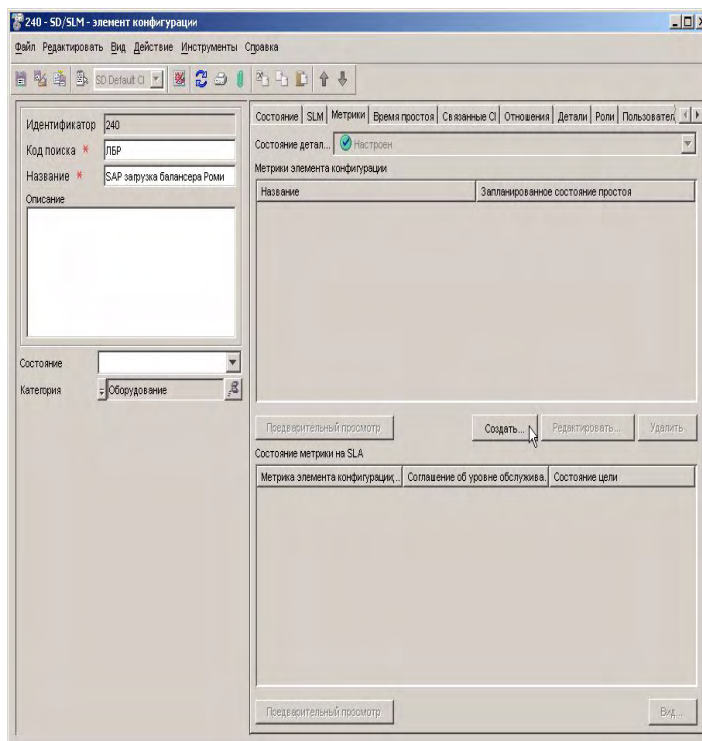 240 - SD/SLM - элемент конфигурации
Файл Редактировать Вид Действие Инструменты Справка
SD Default CI
Идентификатор 240
Код поиска * ЛБР
Название * SAP загрузка балансера Роми
Описание
Состояние
Категория Оборудование
Состояние SLM Метрики Время простоя Связанные CI Отношения Детали Роли Пользовател
Состояние детал... Настроен
Метрики элемента конфигурации
Название Запланированное состояние простоя
Предварительный просмотр Создать... Редактировать... Удалить
Состояние метрики на SLA
Метрика элемента конфигурации,... Соглашение об уровне обслужива. Состояние цели
Предварительный просмотр Вид...